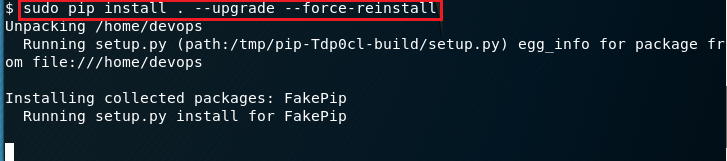 $ sudo pip install . --upgrade --force-reinstall
Unpacking /home/devops
Running setup.py (path:/tmp/pip-Tdp0cl-build/setup.py) egg_info for package fr
om file:///home/devops
Installing collected packages: FakePip
Running setup.py install for FakePip